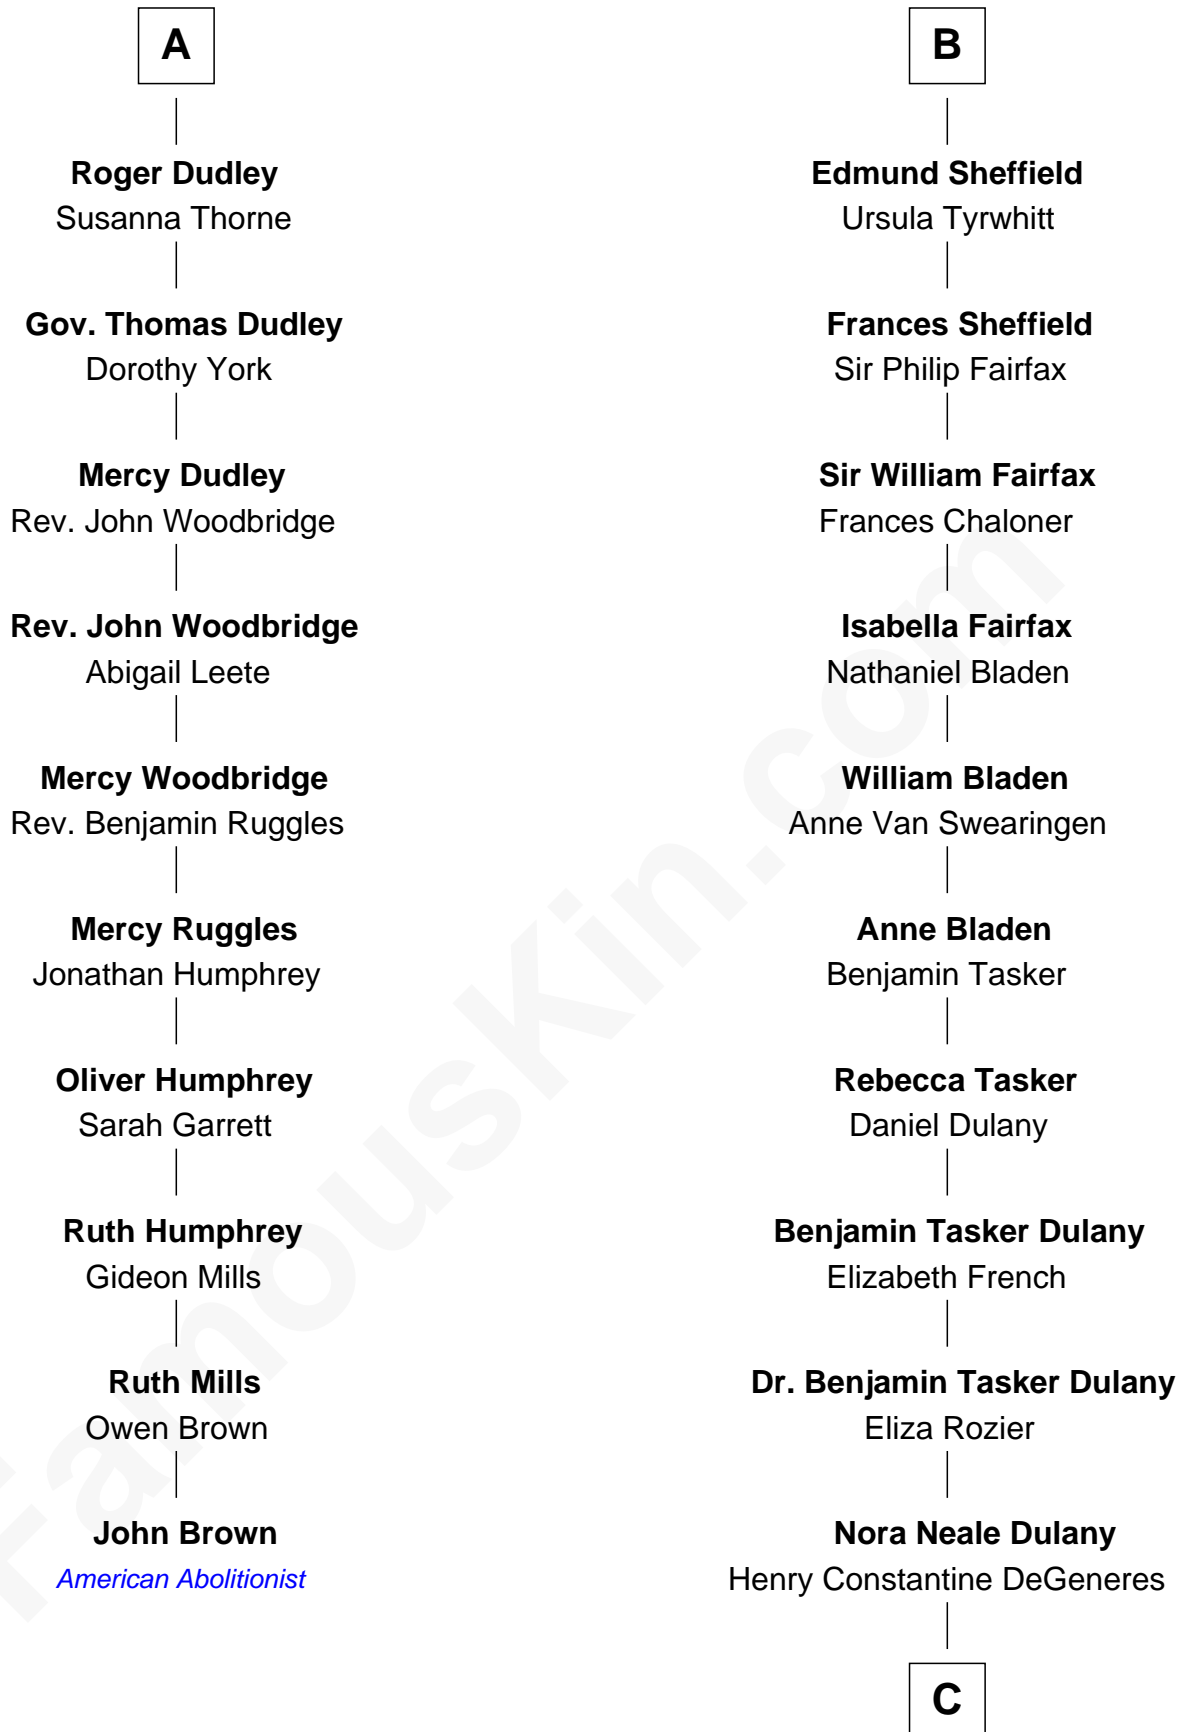 A
Roger Dudley
Susanna Thorne
Gov. Thomas Dudley
Dorothy York
Mercy Dudley
Rev. John Woodbridge
Rev. John Woodbridge
Abigail Leete
Mercy Woodbridge
Rev. Benjamin Ruggles
Mercy Ruggles
Jonathan Humphrey
Oliver Humphrey
Sarah Garrett
Ruth Humphrey
Gideon Mills
Ruth Mills
Owen Brown
John Brown
American Abolitionist
B
Edmund Sheffield
Ursula Tyrwhitt
Frances Sheffield
Sir Philip Fairfax
Sir William Fairfax
Frances Chaloner
Isabella Fairfax
Nathaniel Bladen
William Bladen
Anne Van Swearingen
Anne Bladen
Benjamin Tasker
Rebecca Tasker
Daniel Dulany
Benjamin Tasker Dulany
Elizabeth French
Dr. Benjamin Tasker Dulany
Eliza Rozier
Nora Neale Dulany
Henry Constantine DeGeneres
C
FamousKin.com